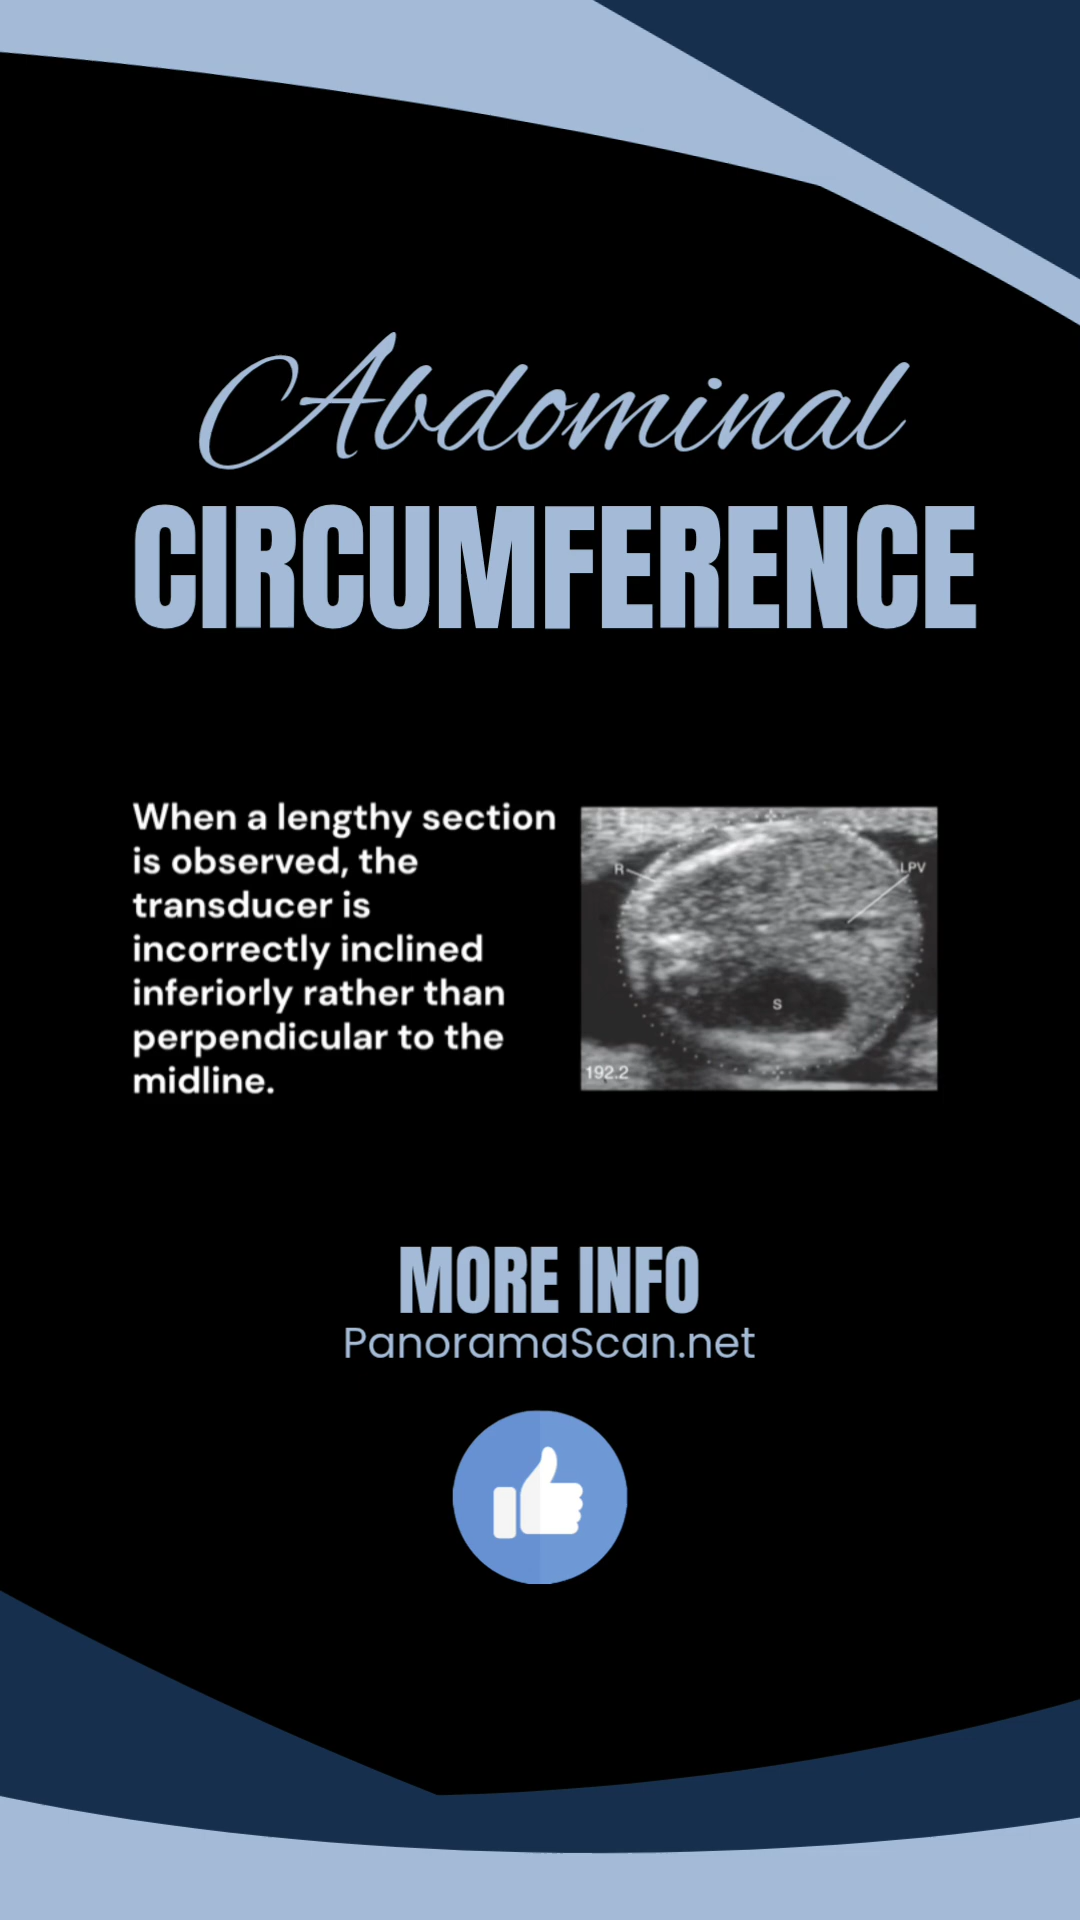 Abdominal
CIRCUMFERENCE
When a lengthy section
is observed, the
transducer is
incorrectly inclined
inferiorly rather than
perpendicular to the
midline.
R
LPV
S
192.2
MORE INFO
PanoramaScan.net